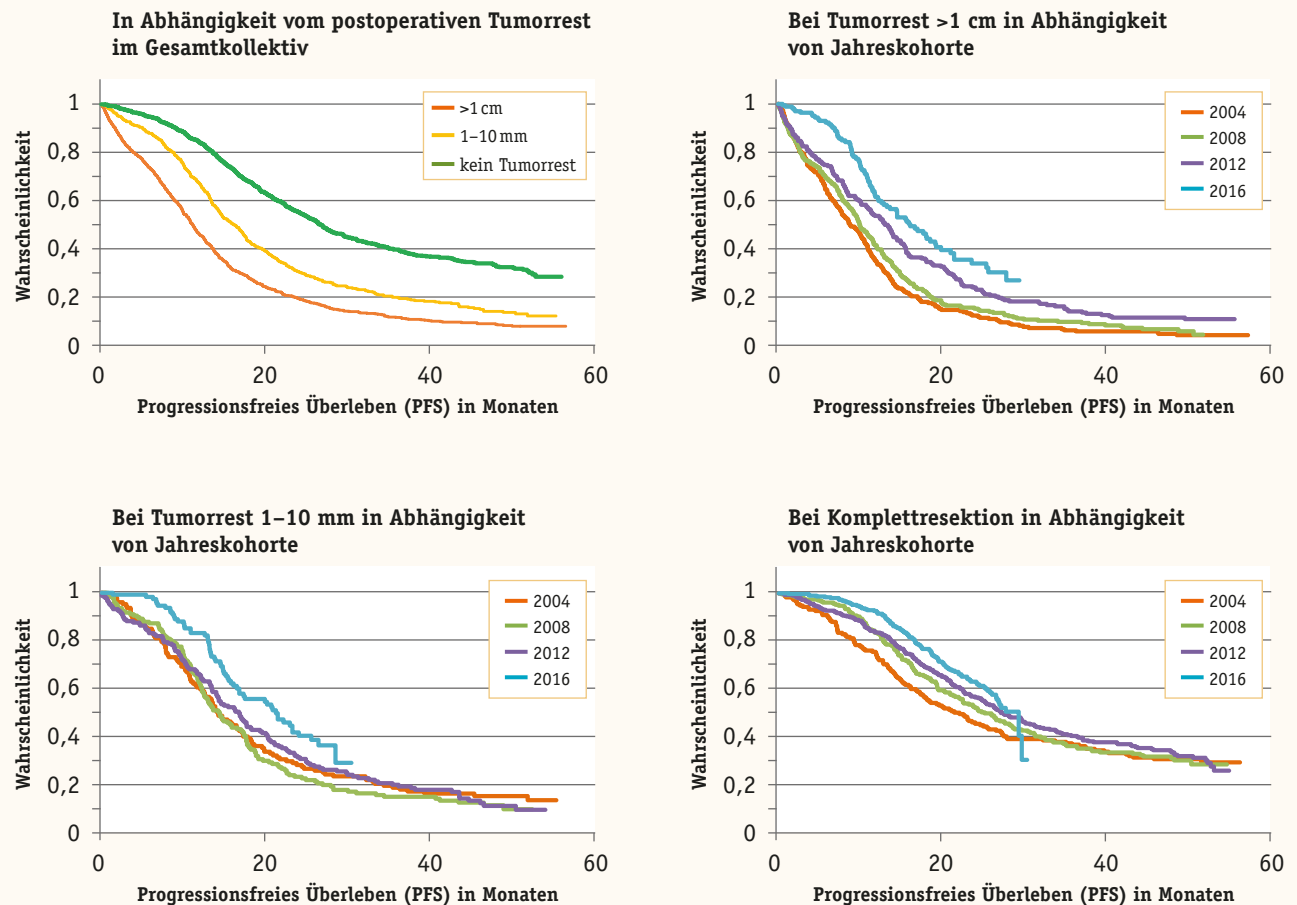 In Abhängigkeit vom postoperativen Tumorrest
im Gesamtkollektiv
Wahrscheinlichkeit
1
0,8
0,6
0,4
0,2
0
>1 cm
1–10 mm
kein Tumorrest
0 20 40 60
Progressionsfreies Überleben (PFS) in Monaten
Bei Tumorrest >1 cm in Abhängigkeit
von Jahreskohorte
Wahrscheinlichkeit
1
0,8
0,6
0,4
0,2
0
2004
2008
2012
2016
0 20 40 60
Progressionsfreies Überleben (PFS) in Monaten
Bei Tumorrest 1–10 mm in Abhängigkeit
von Jahreskohorte
Wahrscheinlichkeit
1
0,8
0,6
0,4
0,2
0
2004
2008
2012
2016
0 20 40 60
Progressionsfreies Überleben (PFS) in Monaten
Bei Komplettresektion in Abhängigkeit
von Jahreskohorte
Wahrscheinlichkeit
1
0,8
0,6
0,4
0,2
0
2004
2008
2012
2016
0 20 40 60
Progressionsfreies Überleben (PFS) in Monaten